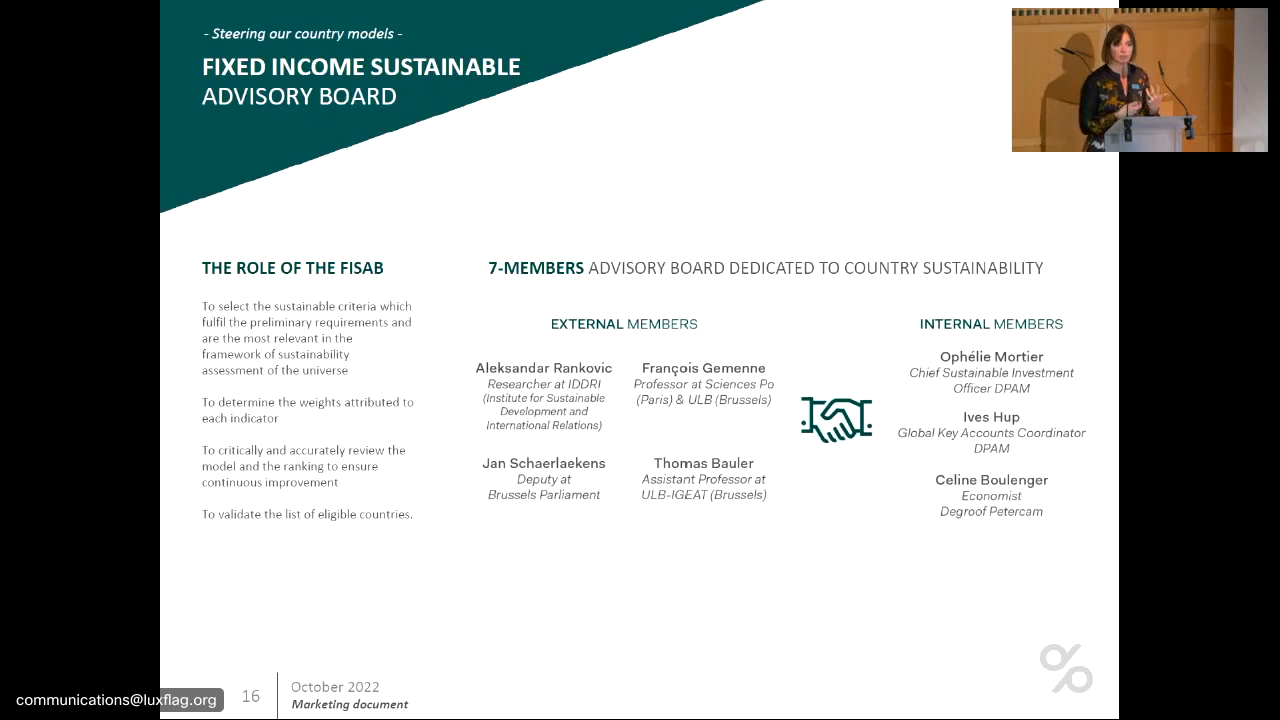 - Steering our country models -
FIXED INCOME SUSTAINABLE
ADVISORY BOARD
THE ROLE OF THE FISAB
To select the sustainable criteria which
fulfil the preliminary requirements and
are the most relevant in the
framework of sustainability
assessment of the universe
To determine the weights attributed to
each indicator
To critically and accurately review the
model and the ranking to ensure
continuous improvement
To validate the list of eligible countries.
7-MEMBERS ADVISORY BOARD DEDICATED TO COUNTRY SUSTAINABILITY
EXTERNAL MEMBERS
Aleksandar Rankovic
Researcher at IDDRI
(Institute for Sustainable
Development and
International Relations)
François Gemenne
Professor at Sciences Po
(Paris) & ULB (Brussels)
Jan Schaerlaekens
Deputy at
Brussels Parliament
Thomas Bauler
Assistant Professor at
ULB-IGEAT (Brussels)
INTERNAL MEMBERS
Ophélie Mortier
Chief Sustainable Investment
Officer DPAM
Ives Hup
Global Key Accounts Coordinator
DPAM
Celine Boulenger
Economist
Degroof Petercam
communications@luxflag.org
16
October 2022
Marketing document